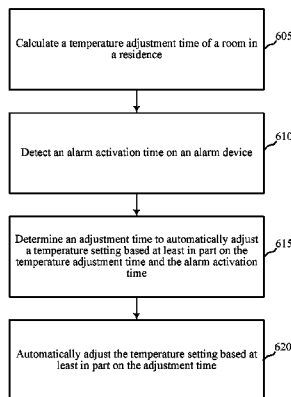 605
Calculate a temperature adjustment time of a room in
a residence
610
Detect an alarm activation time on an alarm device
615
Determine an adjustment time to automatically adjust
a temperature setting based at least in part on the
temperature adjustment time and the alarm activation
time
620
Automatically adjust the temperature setting based at
least in part on the adjustment time